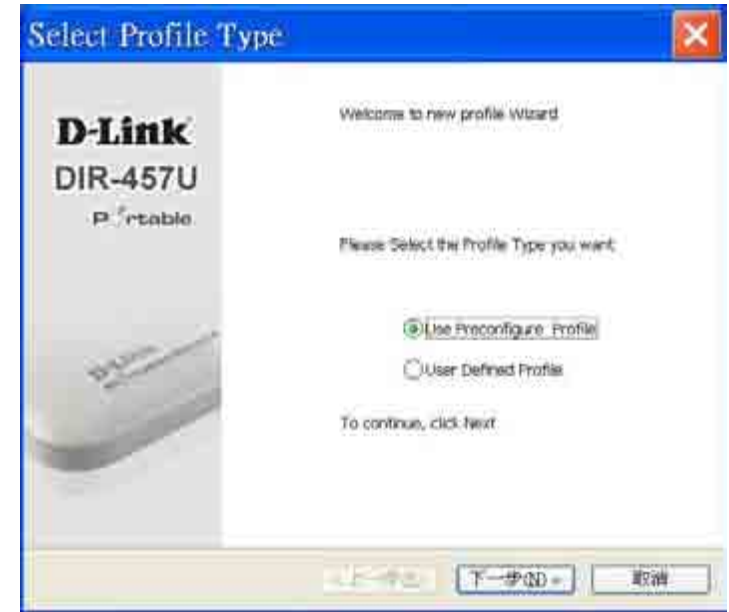 Select Profile Type
D-Link
DIR-457U
Portable
D-Link
Welcome to new profile Wizard
Please Select the Profile Type you want
Use Preconfigure Profile
User Defined Profile
To continue, click Next
下一步(N) >
取消